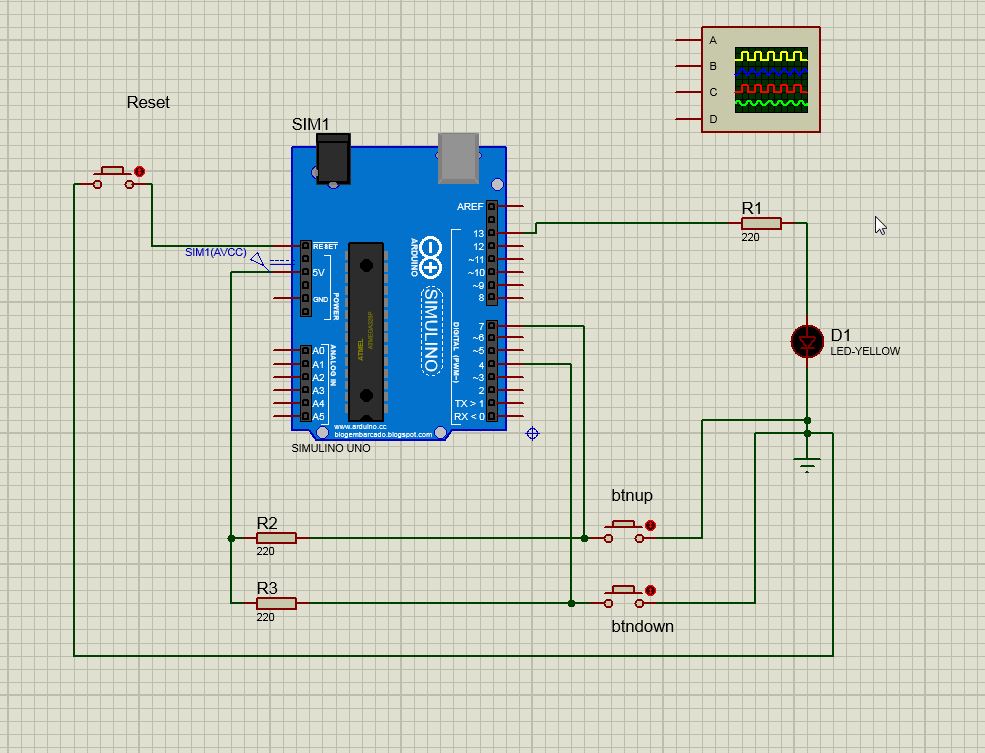 A
B
C
D
Reset
SIM1
AREF
13
12
~11
~10
~9
8
RESET
SIM1(AVCC)
5V
GND
POWER
ARDUINO
SIMULINO
ATMEL
ATMEGA328P
DIGITAL (PWM~)
7
~6
~5
4
~3
2
TX > 1
RX < 0
ANALOG IN
A0
A1
A2
A3
A4
A5
www.arduino.cc
blogembarcado.blogspot.com
SIMULINO UNO
R1
220
D1
LED-YELLOW
btnup
R2
220
R3
220
btndown